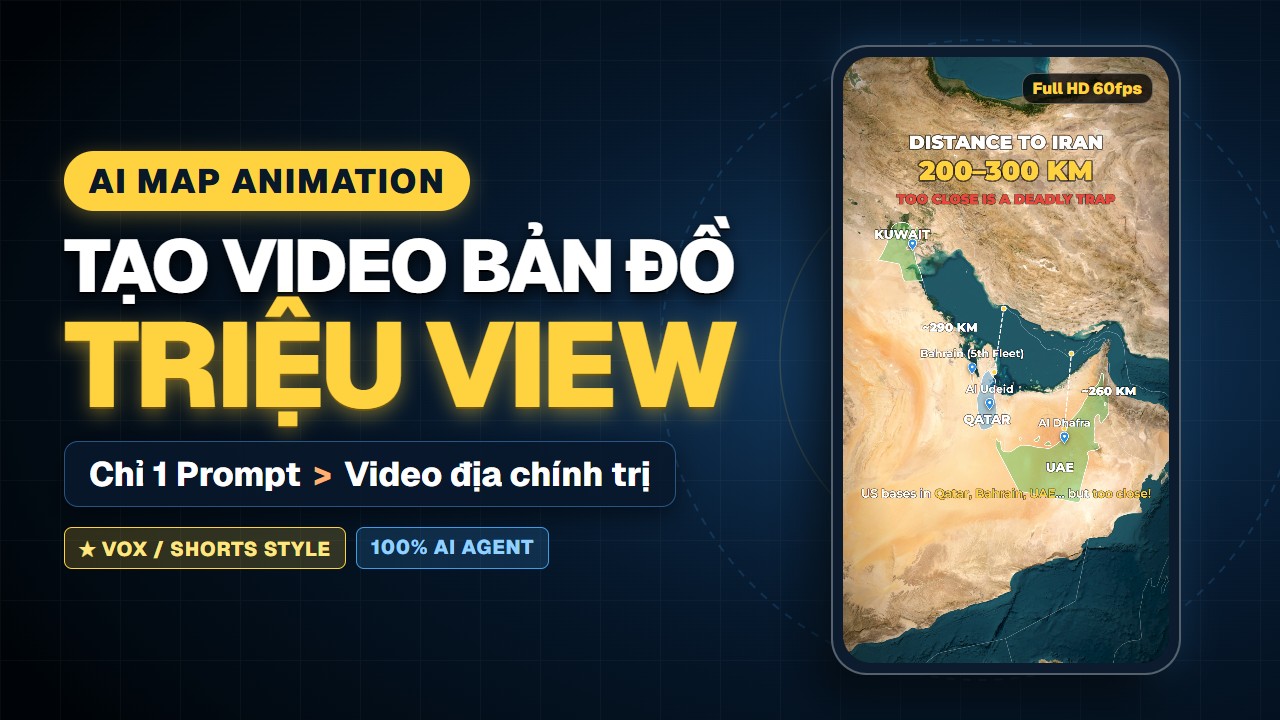 AI MAP ANIMATION
TẠO VIDEO BẢN ĐỒ
TRIỆU VIEW
Chỉ 1 Prompt > Video địa chính trị
★ VOX / SHORTS STYLE
100% AI AGENT
Full HD 60fps
DISTANCE TO IRAN
200–300 KM
TOO CLOSE IS A DEADLY TRAP
KUWAIT
~290 KM
Bahrain (5th Fleet)
Al Udeid
~260 KM
QATAR
Al Dhafra
UAE
US bases in Qatar, Bahrain, UAE... but too close!